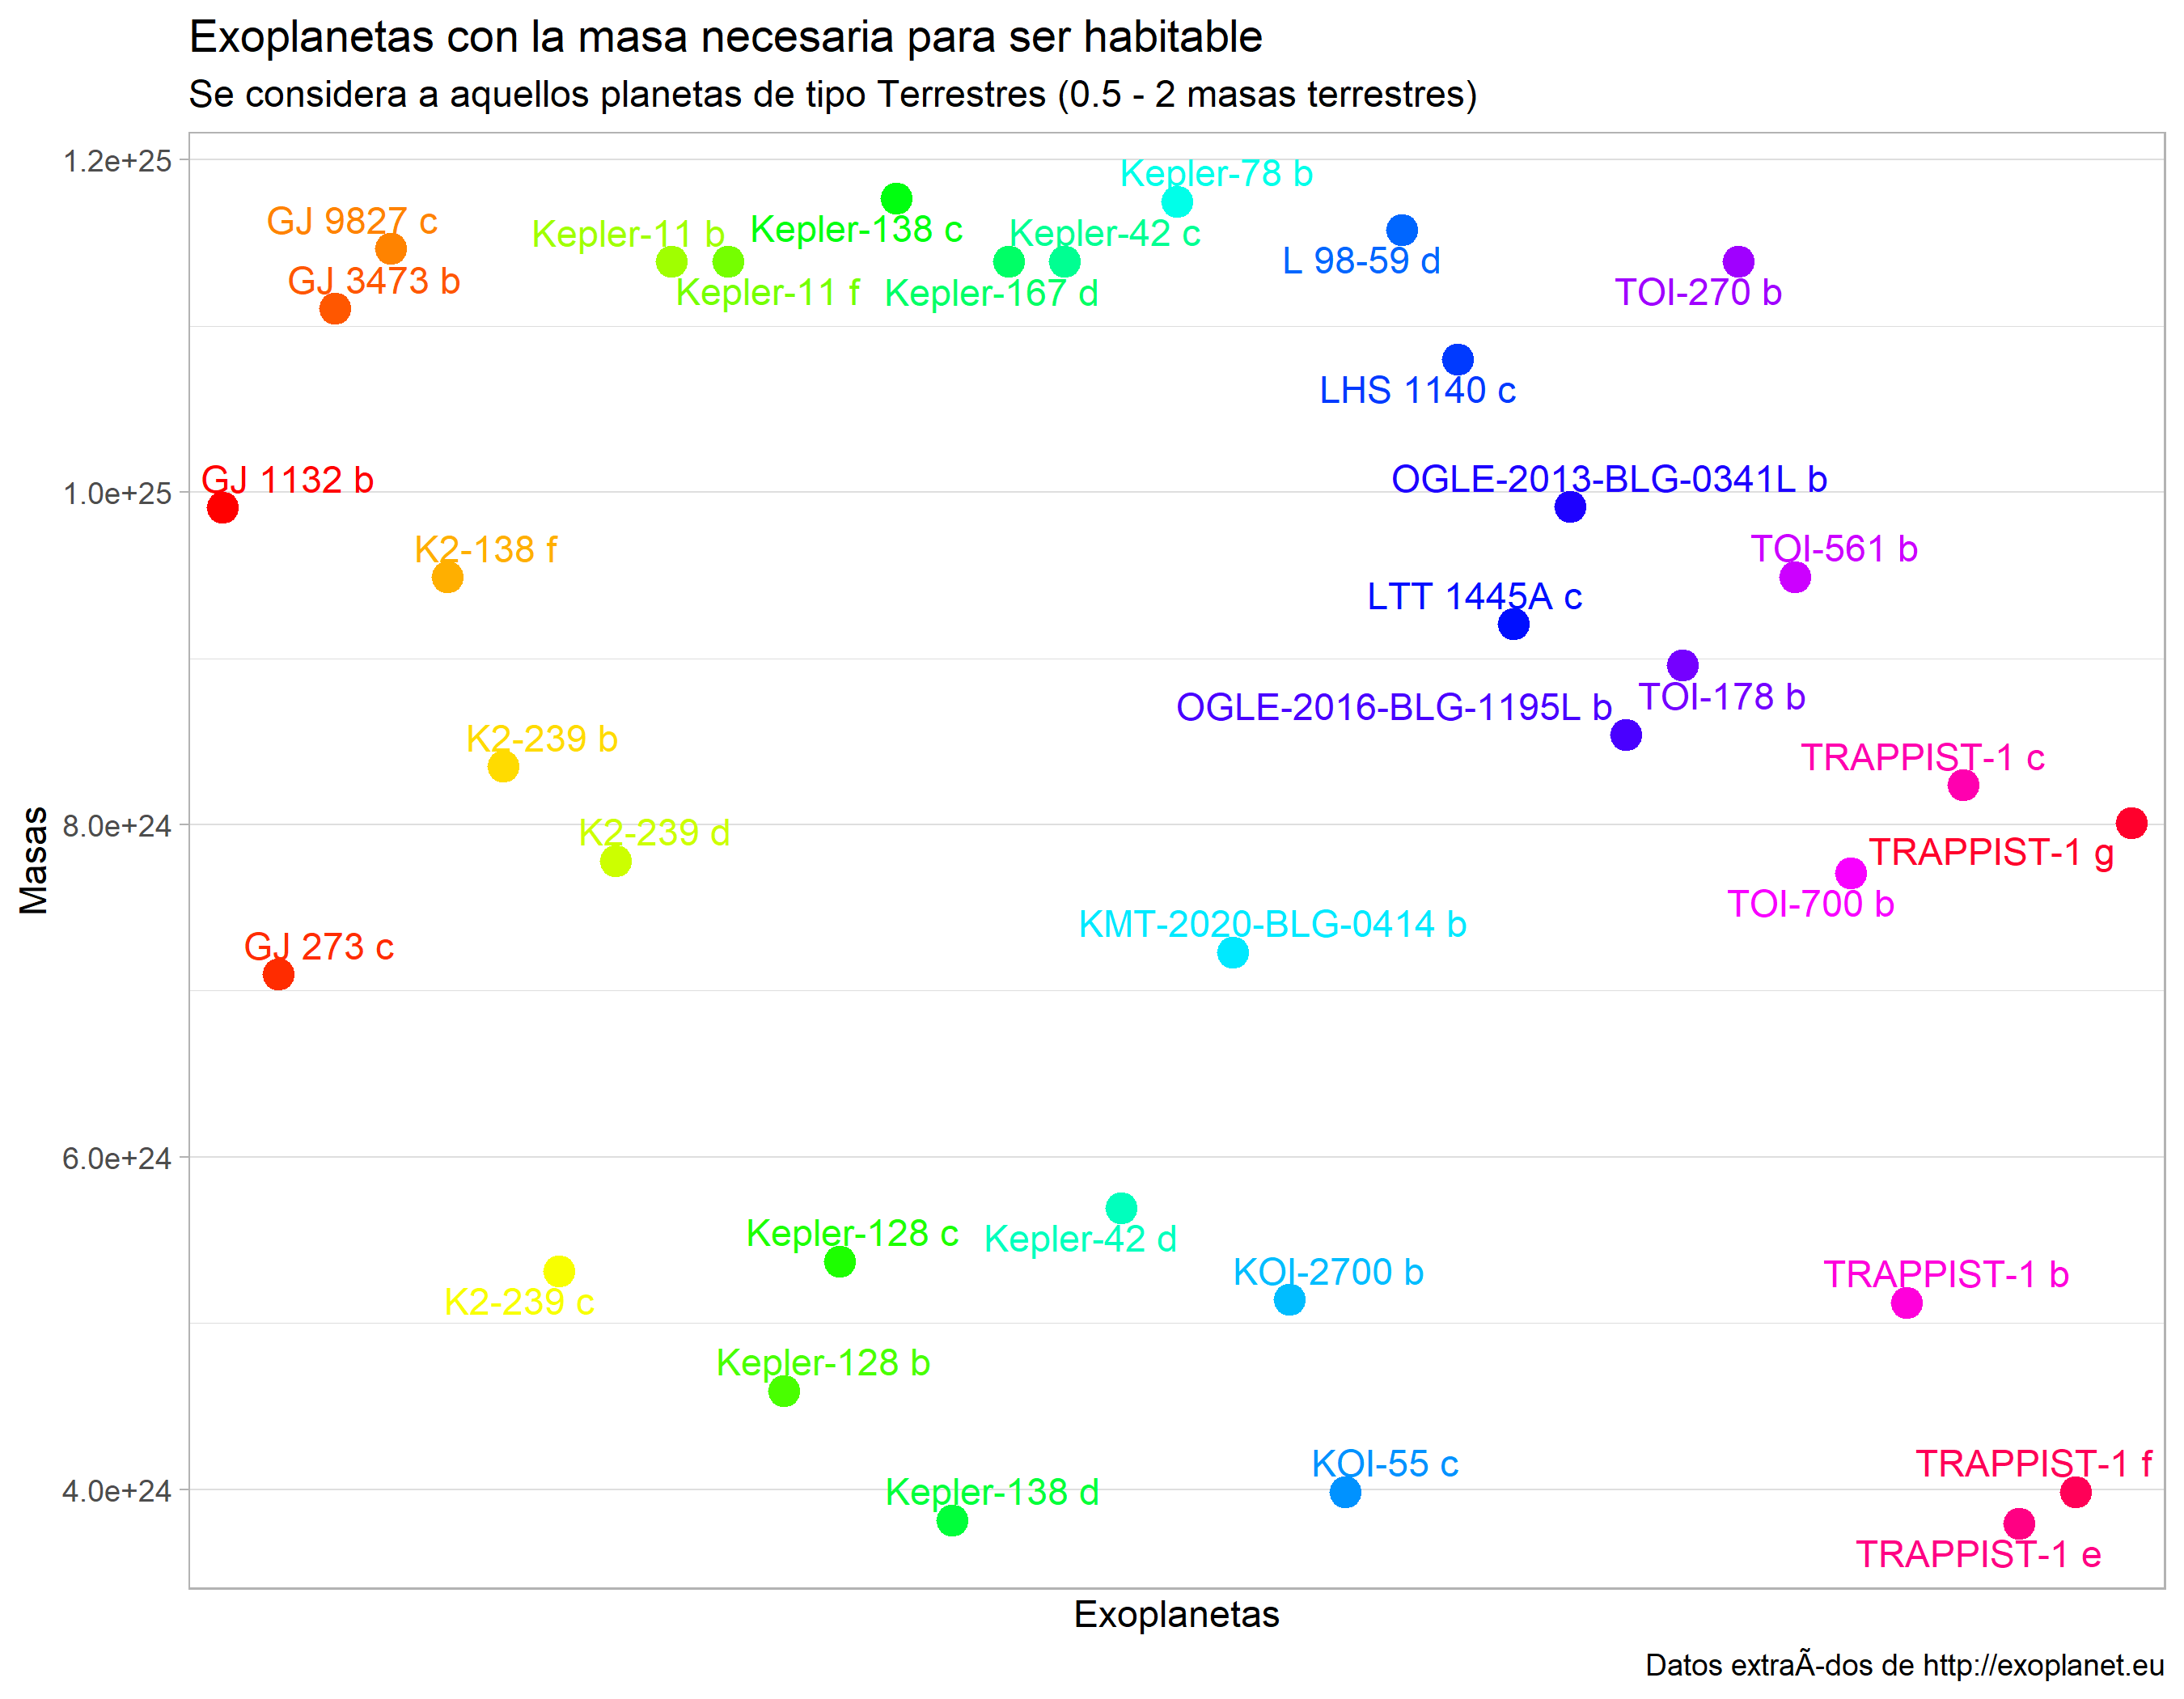 Exoplanetas con la masa necesaria para ser habitable
Se considera a aquellos planetas de tipo Terrestres (0.5 - 2 masas terrestres)
1.2e+25
Kepler-78 b
GJ 9827 c
Kepler-11 b
Kepler-138 c
Kepler-42 c
L 98-59 d
GJ 3473 b
Kepler-11 f
Kepler-167 d
TOI-270 b
LHS 1140 c
GJ 1132 b
OGLE-2013-BLG-0341L b
1.0e+25
K2-138 f
TOI-561 b
LTT 1445A c
TOI-178 b
OGLE-2016-BLG-1195L b
K2-239 b
TRAPPIST-1 c
8.0e+24
K2-239 d
TRAPPIST-1 g
Masas
TOI-700 b
KMT-2020-BLG-0414 b
GJ 273 c
6.0e+24
Kepler-128 c
Kepler-42 d
KOI-2700 b
TRAPPIST-1 b
K2-239 c
Kepler-128 b
KOI-55 c
TRAPPIST-1 f
4.0e+24
Kepler-138 d
TRAPPIST-1 e
Exoplanetas
Datos extraÃ-dos de http://exoplanet.eu